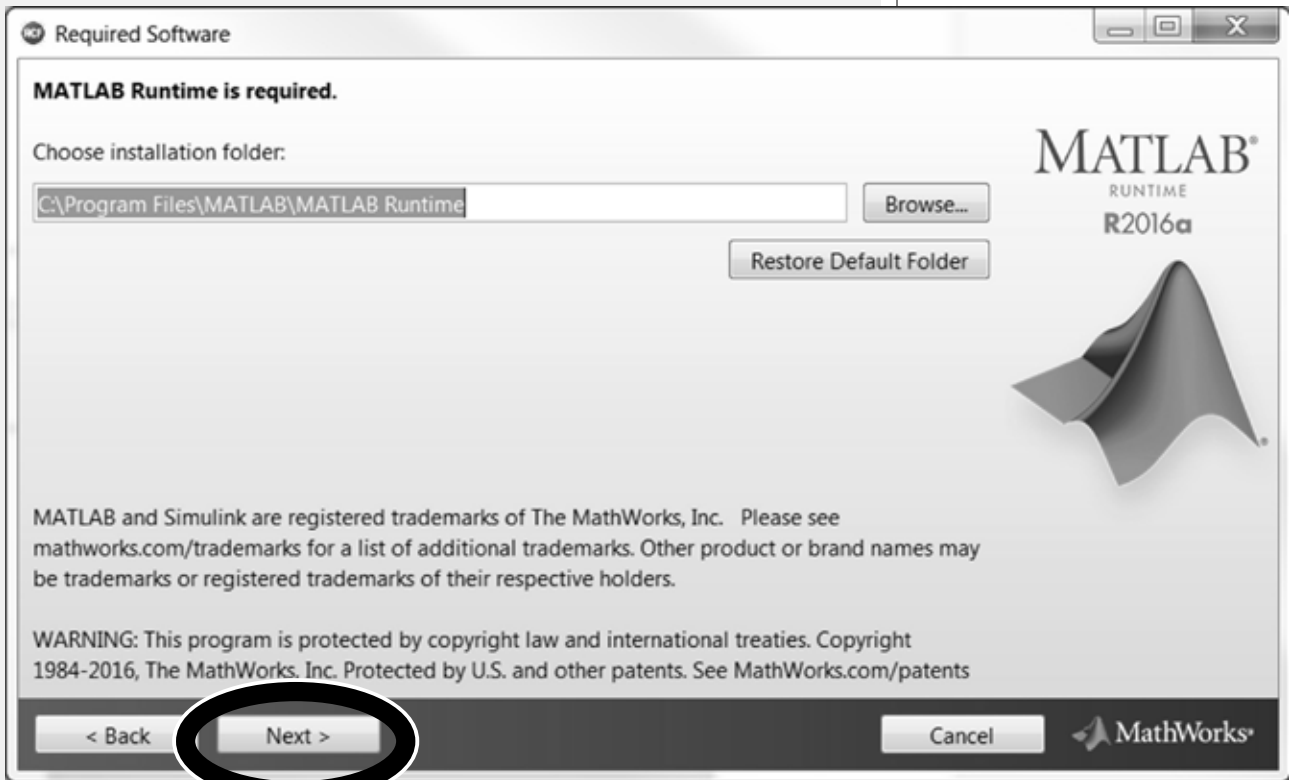 Required Software
MATLAB Runtime is required.
Choose installation folder:
C:\Program Files\MATLAB\MATLAB Runtime
Browse...
Restore Default Folder
MATLAB®
RUNTIME
R2016a
MATLAB and Simulink are registered trademarks of The MathWorks, Inc. Please see
mathworks.com/trademarks for a list of additional trademarks. Other product or brand names may
be trademarks or registered trademarks of their respective holders.
WARNING: This program is protected by copyright law and international treaties. Copyright
1984-2016, The MathWorks. Inc. Protected by U.S. and other patents. See MathWorks.com/patents
< Back
Next >
Cancel
MathWorks®